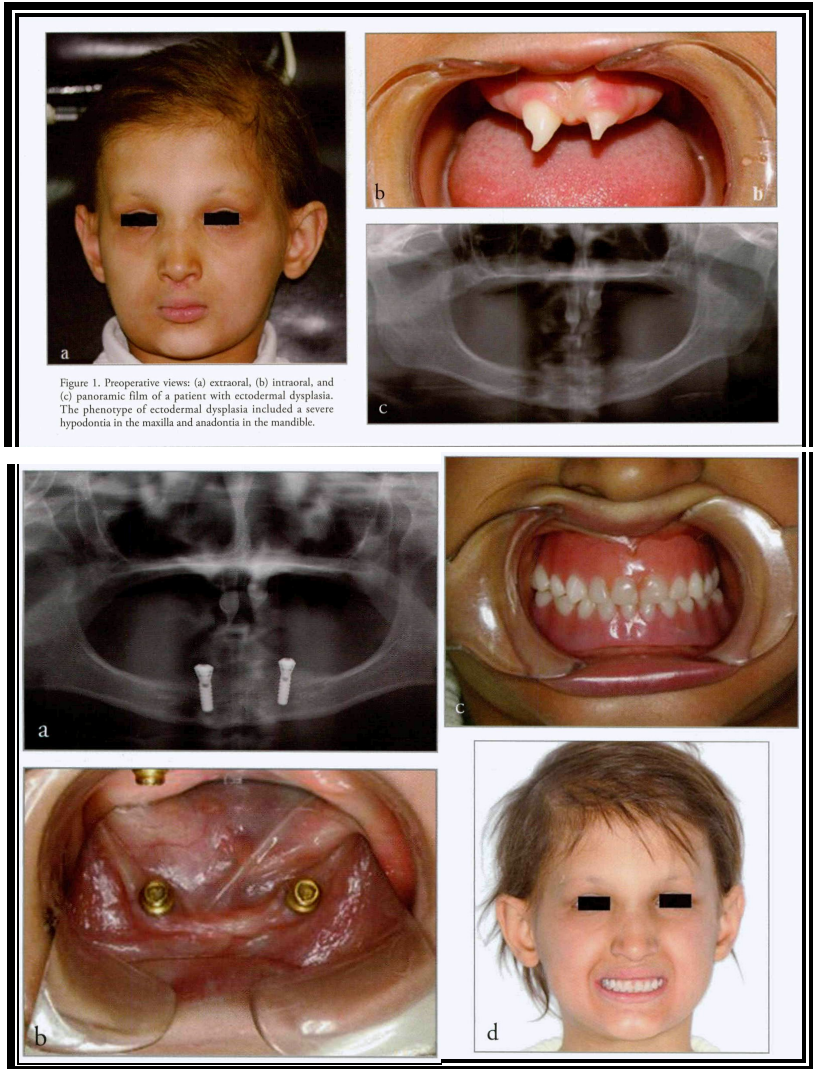 a
b
b
c
Figure 1. Preoperative views: (a) extraoral, (b) intraoral, and
(c) panoramic film of a patient with ectodermal dysplasia.
The phenotype of ectodermal dysplasia included a severe
hypodontia in the maxilla and anadontia in the mandible.
a
c
b
d